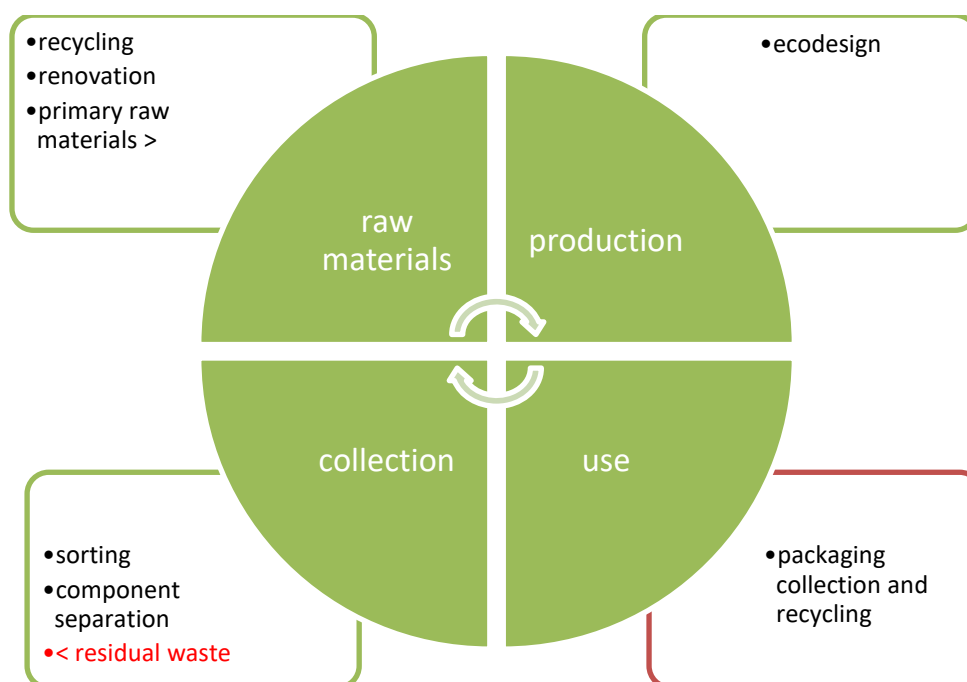 •recycling
•renovation
•primary raw
materials >
•ecodesign
raw
materials
production
collection
use
•sorting
•component
separation
•< residual waste
•packaging
collection and
recycling